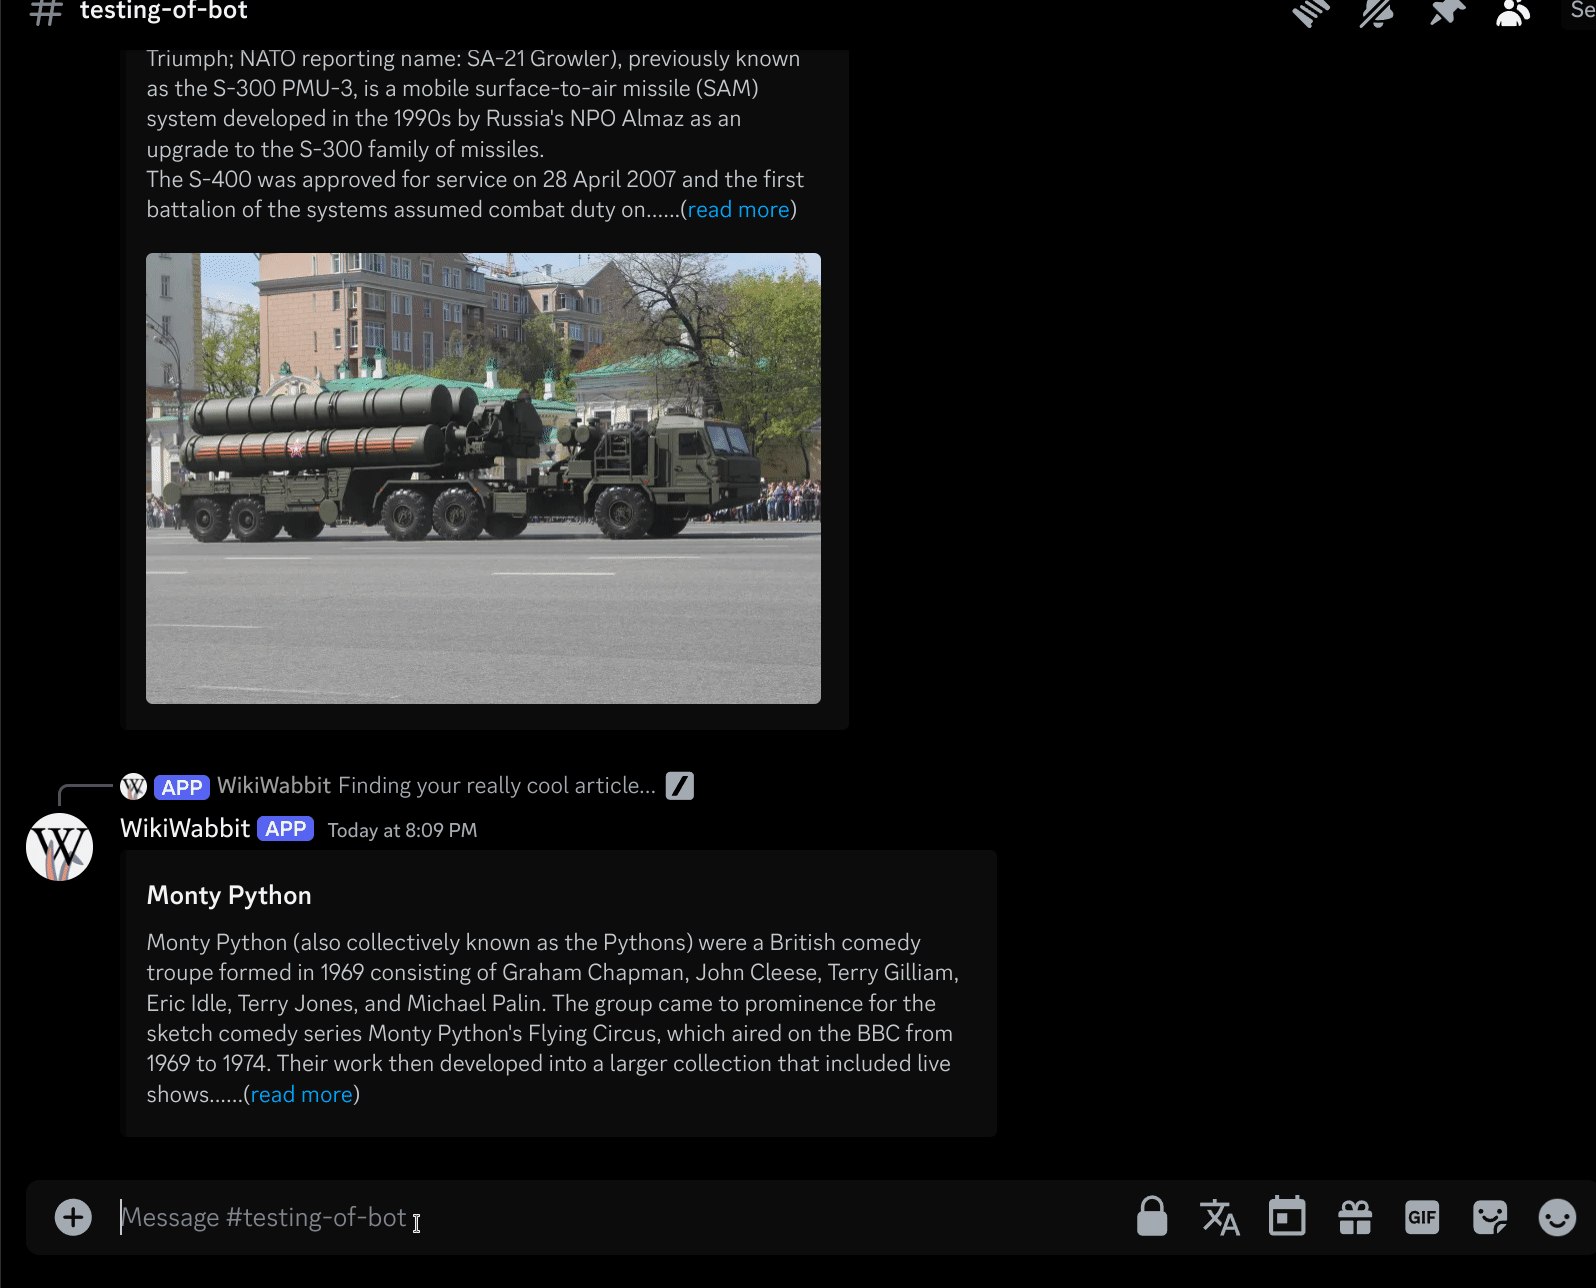 testing-of-bot
Se
Triumph; NATO reporting name: SA-21 Growler), previously known
as the S-300 PMU-3, is a mobile surface-to-air missile (SAM)
system developed in the 1990s by Russia's NPO Almaz as an
upgrade to the S-300 family of missiles.
The S-400 was approved for service on 28 April 2007 and the first
battalion of the systems assumed combat duty on......(read more)
W APP WikiWabbit Finding your really cool article...
W
WikiWabbit APP Today at 8:09 PM
Monty Python
Monty Python (also collectively known as the Pythons) were a British comedy
troupe formed in 1969 consisting of Graham Chapman, John Cleese, Terry Gilliam,
Eric Idle, Terry Jones, and Michael Palin. The group came to prominence for the
sketch comedy series Monty Python's Flying Circus, which aired on the BBC from
1969 to 1974. Their work then developed into a larger collection that included live
shows......(read more)
Message #testing-of-bot
GIF